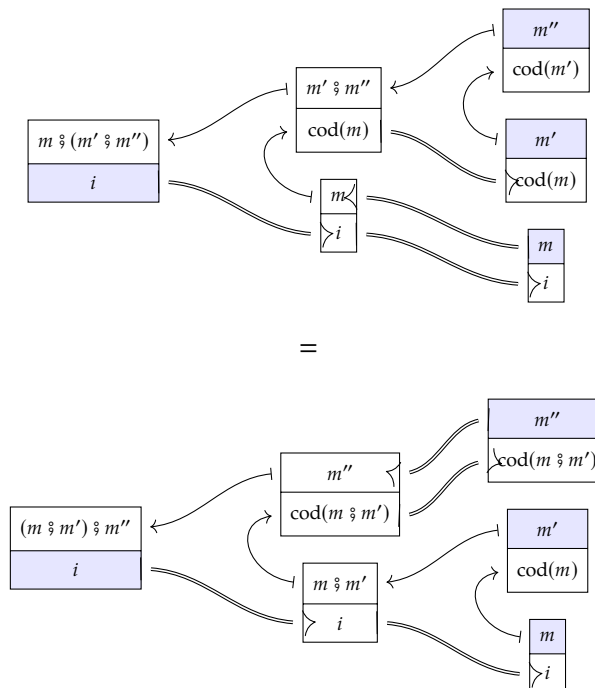 m″
cod(m′)
m′ ⨟ m″
cod(m)
m ⨟ (m′ ⨟ m″)
i
m′
cod(m)
m
i
m
i
=
m″
cod(m ⨟ m′)
m″
cod(m ⨟ m′)
(m ⨟ m′) ⨟ m″
i
m′
cod(m)
m ⨟ m′
i
m
i